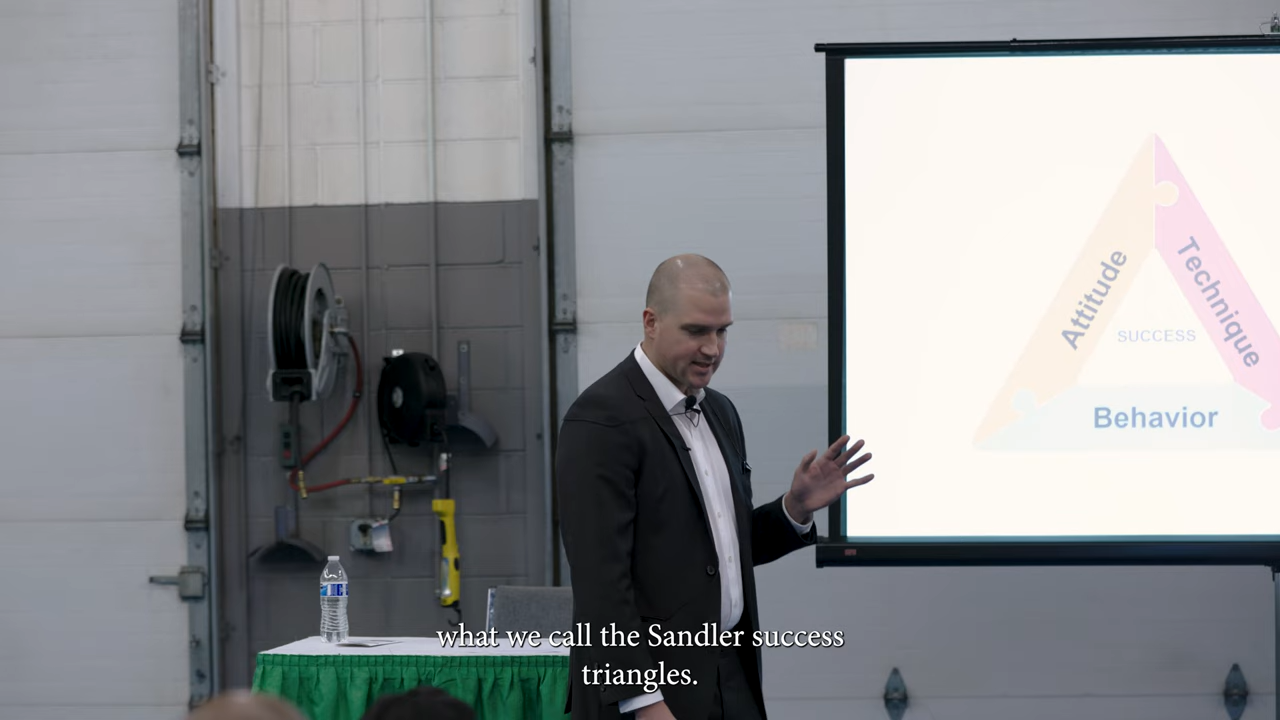 Attitude
Technique
SUCCESS
Behavior
what we call the Sandler success
triangles.